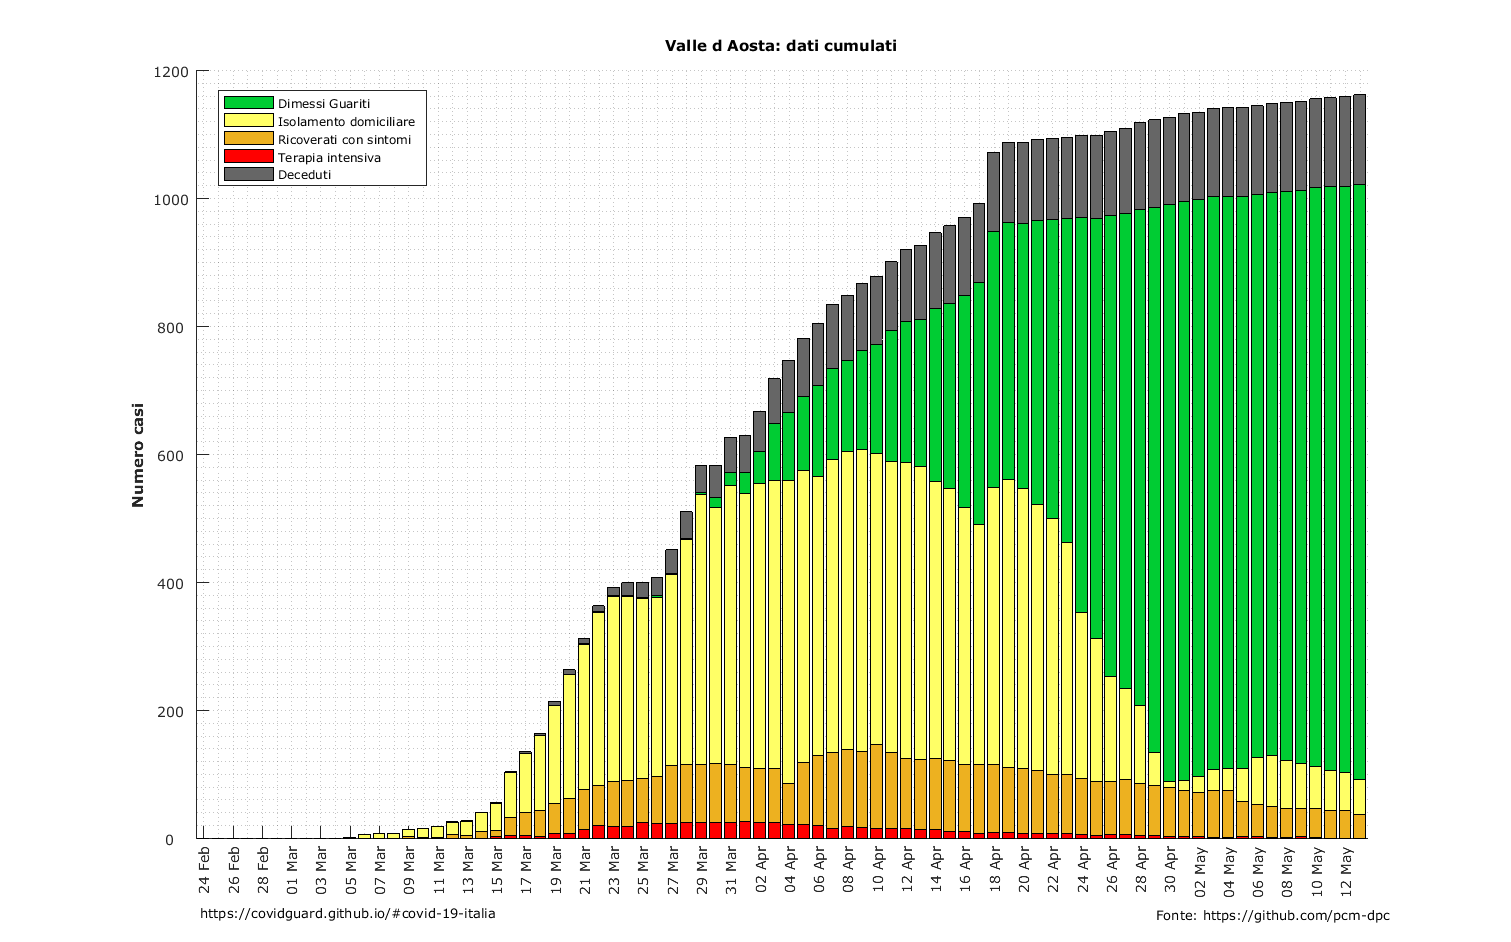 Valle d Aosta: dati cumulati
1200
1000
800
600
400
200
0
Numero casi
Dimessi Guariti
Isolamento domiciliare
Ricoverati con sintomi
Terapia intensiva
Deceduti
24 Feb
26 Feb
28 Feb
01 Mar
03 Mar
05 Mar
07 Mar
09 Mar
11 Mar
13 Mar
15 Mar
17 Mar
19 Mar
21 Mar
23 Mar
25 Mar
27 Mar
29 Mar
31 Mar
02 Apr
04 Apr
06 Apr
08 Apr
10 Apr
12 Apr
14 Apr
16 Apr
18 Apr
20 Apr
22 Apr
24 Apr
26 Apr
28 Apr
30 Apr
02 May
04 May
06 May
08 May
10 May
12 May
https://covidguard.github.io/#covid-19-italia
Fonte: https://github.com/pcm-dpc